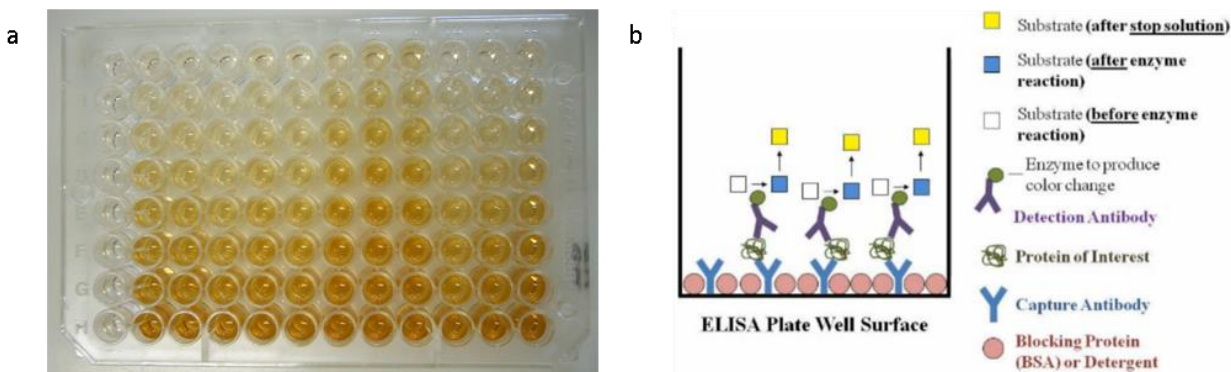 a
b
Substrate (after stop solution)
Substrate (after enzyme
reaction)
Substrate (before enzyme
reaction)
Enzyme to produce
color change
Detection Antibody
Protein of Interest
Capture Antibody
Blocking Protein
(BSA) or Detergent
ELISA Plate Well Surface
E
F
G
H